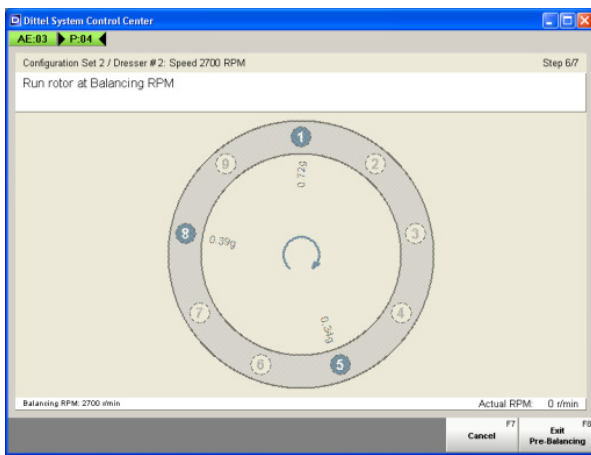 Dittel System Control Center
AE:03 P:04
Configuration Set 2 / Dresser # 2: Speed 2700 RPM Step 6/7
Run rotor at Balancing RPM
1
9 2
0.72g
8 0.39g 3
7 4
0.34g
6 5
Balancing RPM: 2700 r/min Actual RPM: 0 r/min
F7 F8
Cancel Exit
Pre-Balancing